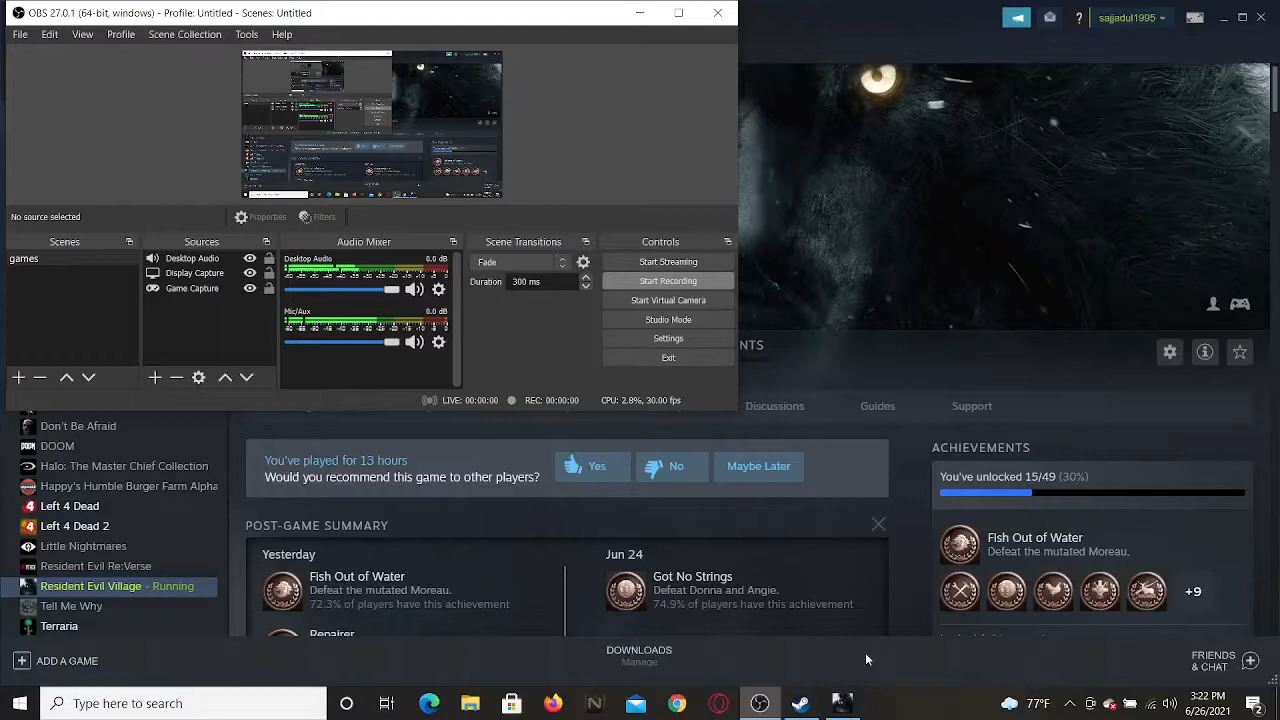 OBS 27.0.1 (64-bit, windows) - Profile: Untitled - Scenes: Untitled
File Edit View Profile Scene Collection Tools Help
sajjadul1995
No source selected
Properties Filters
Scenes
games
Sources
Desktop Audio
Display Capture
Game Capture
Audio Mixer
Desktop Audio 0.0 dB
Mic/Aux 0.0 dB
Scene Transitions
Fade
Duration 300 ms
Controls
Start Streaming
Start Recording
Start Virtual Camera
Studio Mode
Settings
Exit
LIVE: 00:00:00 REC: 00:00:00 CPU: 2.8%, 30.00 fps
NTS
Discussions Guides Support
Don't Be Afraid
DOOM
Halo: The Master Chief Collection
Happy's Humble Burger Farm Alpha
Left 4 Dead
Left 4 Dead 2
Little Nightmares
Resident Evil Re:Verse
Resident Evil Village - Running
Tell Me Why
Terraria
You've played for 13 hours
Would you recommend this game to other players?
Yes No Maybe Later
POST-GAME SUMMARY
Yesterday
Fish Out of Water
Defeat the mutated Moreau.
72.3% of players have this achievement
Repairer
Jun 24
Got No Strings
Defeat Donna and Angie.
74.9% of players have this achievement
ACHIEVEMENTS
You've unlocked 15/49 (30%)
Fish Out of Water
Defeat the mutated Moreau.
+9
ADD A GAME
DOWNLOADS
Manage
FRIENDS
& CHAT
Type here to search
77°F
3:22 PM
6/26/2021
2